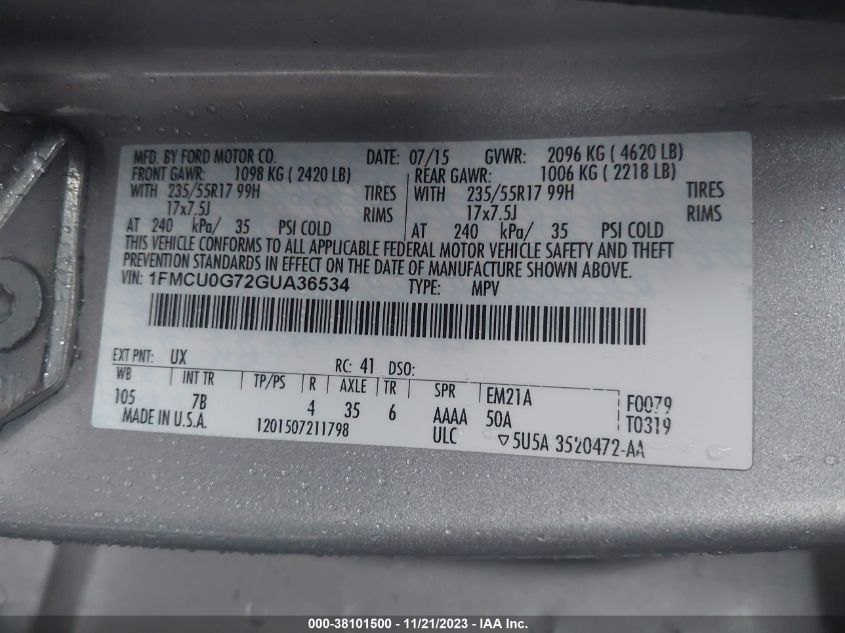 MFD. BY FORD MOTOR CO. DATE: 07/15 GVWR: 2096 KG ( 4620 LB)
FRONT GAWR: 1098 KG ( 2420 LB) REAR GAWR: 1006 KG ( 2218 LB)
WITH 235/55R17 99H TIRES WITH 235/55R17 99H TIRES
17x7.5J RIMS 17x7.5J RIMS
AT 240 kPa/ 35 PSI COLD AT 240 kPa/ 35 PSI COLD
THIS VEHICLE CONFORMS TO ALL APPLICABLE FEDERAL MOTOR VEHICLE SAFETY AND THEFT
PREVENTION STANDARDS IN EFFECT ON THE DATE OF MANUFACTURE SHOWN ABOVE.
VIN: 1FMCU0G72GUA36534 TYPE: MPV
EXT PNT: UX RC: 41 DSO:
WB INT TR TP/PS R AXLE TR SPR EM21A F0079
105 7B 4 35 6 AAAA 50A T0319
MADE IN U.S.A. 1201507211798 ULC ▽5U5A 3520472-AA
000-38101500 - 11/21/2023 - IAA Inc.